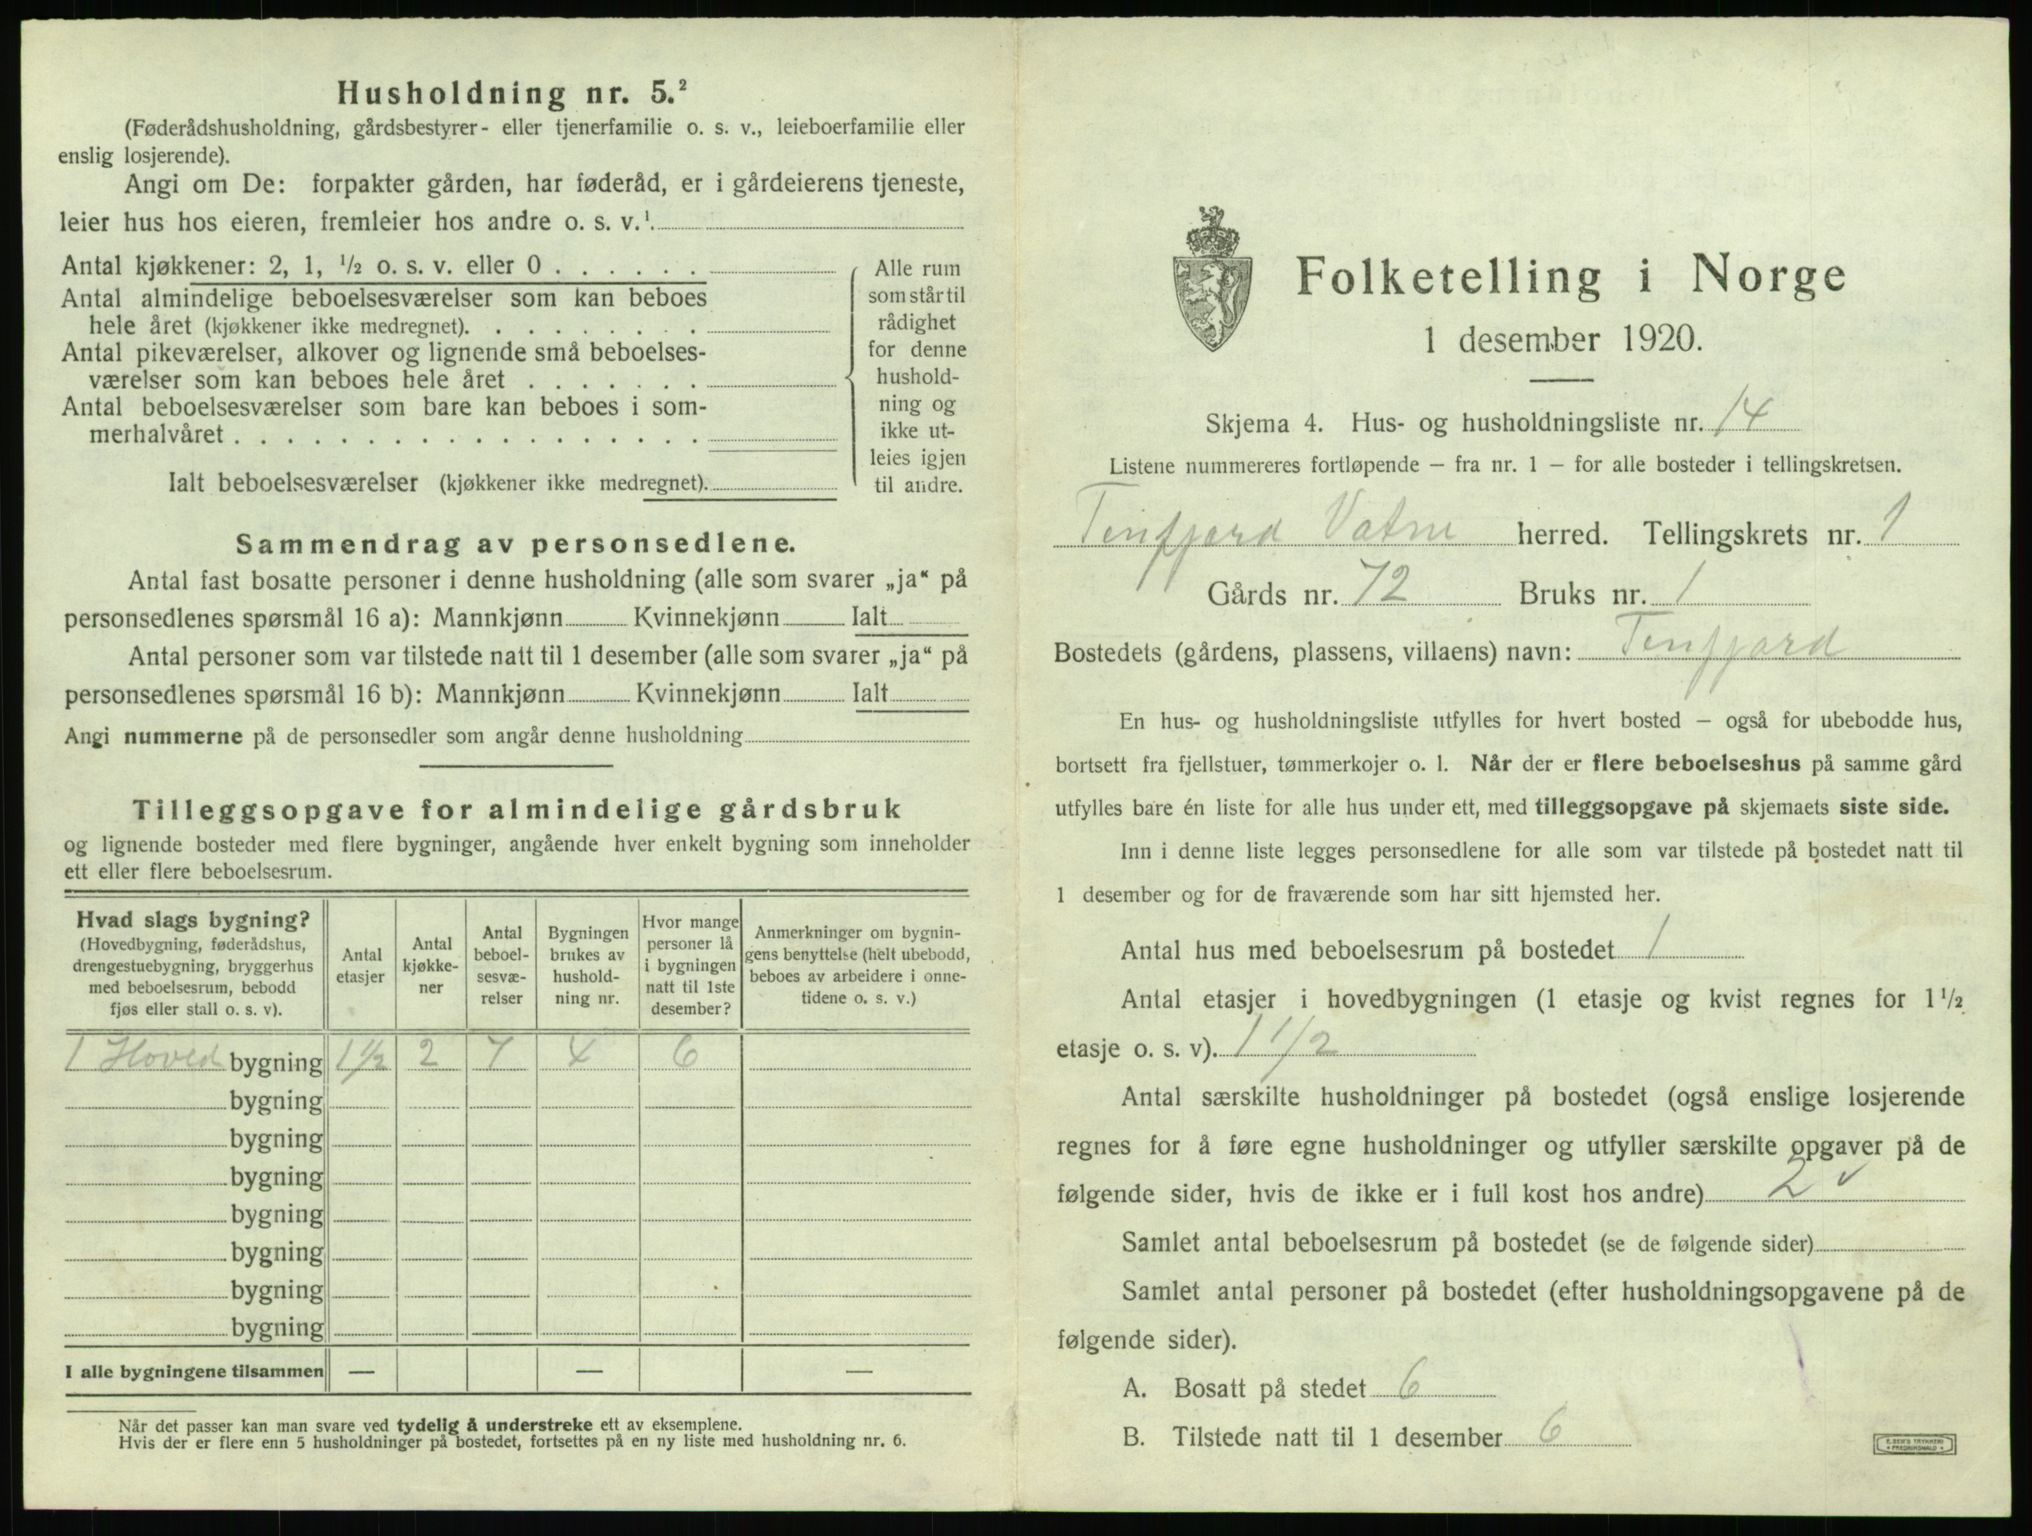 Husholdning nr. 5.²
(Føderådshusholdning, gårdsbestyrer- eller tjenerfamilie o. s. v., leieboerfamilie eller
enslig losjerende).
Angi om De: forpakter gården, har føderåd, er i gårdeierens tjeneste,
leier hus hos eieren, fremleier hos andre o. s. v.¹
Antal kjøkkener: 2, 1, ½ o. s. v. eller 0 . . . . . .
Antal almindelige beboelsesværelser som kan beboes
hele året (kjøkkener ikke medregnet). . . . . . . . .
Antal pikeværelser, alkover og lignende små beboelses-
værelser som kan beboes hele året . . . . . . .
Antal beboelsesværelser som bare kan beboes i som-
merhalvåret . . . . . . . . . . . . . . . . . .
Ialt beboelsesværelser (kjøkkener ikke medregnet).
Alle rum
som står til
rådighet
for denne
hushold-
ning og
ikke ut-
leies igjen
til andre.
Sammendrag av personsedlene.
Antal fast bosatte personer i denne husholdning (alle som svarer „ja“ på
personsedlenes spørsmål 16 a): Mannkjønn Kvinnekjønn Ialt
Antal personer som var tilstede natt til 1 desember (alle som svarer „ja“ på
personsedlenes spørsmål 16 b): Mannkjønn Kvinnekjønn Ialt
Angi nummerne på de personsedler som angår denne husholdning
Tilleggsopgave for almindelige gårdsbruk
og lignende bosteder med flere bygninger, angående hver enkelt bygning som inneholder
ett eller flere beboelsesrum.
Hvad slags bygning?
(Hovedbygning, føderådshus,
drengestuebygning, bryggerhus
med beboelsesrum, bebodd
fjøs eller stall o. s. v).
Antal
etasjer
Antal
kjøkke-
ner
Antal
beboel-
sesvæ-
relser
Bygningen
brukes av
hushold-
ning nr.
Hvor mange
personer lå
i bygningen
natt til 1ste
desember?
Anmerkninger om bygnin-
gens benyttelse (helt ubebodd,
beboes av arbeidere i onne-
tidene o. s. v.)
1 Hoved bygning 1 ½ 2 7 4 6
bygning
bygning
bygning
bygning
bygning
bygning
bygning
I alle bygningene tilsammen — — —
Når det passer kan man svare ved tydelig å understreke ett av eksemplene.
Hvis der er flere enn 5 husholdninger på bostedet, fortsettes på en ny liste med husholdning nr. 6.
Folketelling i Norge
1 desember 1920.
Skjema 4. Hus- og husholdningsliste nr. 14
Listene nummereres fortløpende – fra nr. 1 – for alle bosteder i tellingskretsen.
Tenfjord Vatne herred. Tellingskrets nr. 1
Gårds nr. 72 Bruks nr. 1
Bostedets (gårdens, plassens, villaens) navn: Tenfjord
En hus- og husholdningsliste utfylles for hvert bosted – også for ubebodde hus,
bortsett fra fjellstuer, tømmerkojer o. l. Når der er flere beboelseshus på samme gård
utfylles bare én liste for alle hus under ett, med tilleggsopgave på skjemaets siste side.
Inn i denne liste legges personsedlene for alle som var tilstede på bostedet natt til
1 desember og for de fraværende som har sitt hjemsted her.
Antal hus med beboelsesrum på bostedet 1
Antal etasjer i hovedbygningen (1 etasje og kvist regnes for 1 ½
etasje o. s. v). 1 1/2
Antal særskilte husholdninger på bostedet (også enslige losjerende
regnes for å føre egne husholdninger og utfyller særskilte opgaver på de
følgende sider, hvis de ikke er i full kost hos andre) 2 ✓
Samlet antal beboelsesrum på bostedet (se de følgende sider)
Samlet antal personer på bostedet (efter husholdningsopgavene på de
følgende sider).
A. Bosatt på stedet 6
B. Tilstede natt til 1 desember 6